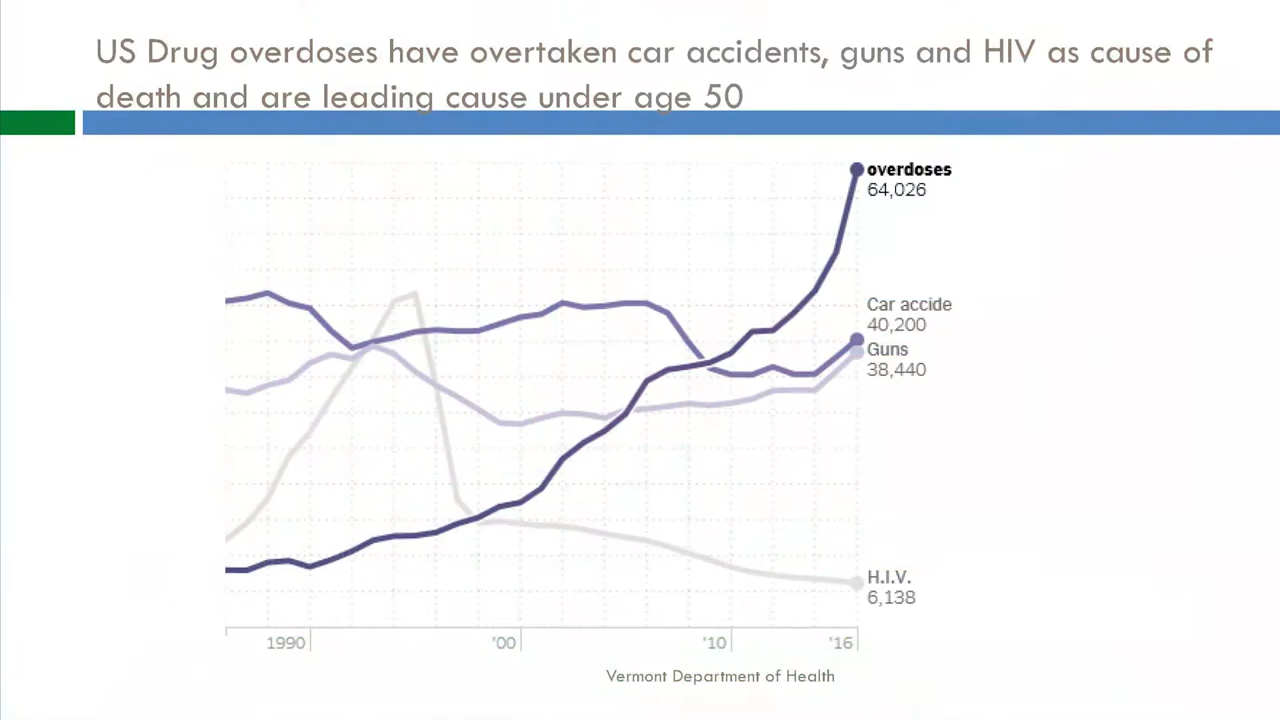 US Drug overdoses have overtaken car accidents, guns and HIV as cause of
death and are leading cause under age 50
overdoses
64,026
Car accide
40,200
Guns
38,440
H.I.V.
6,138
1990 '00 '10 '16
Vermont Department of Health